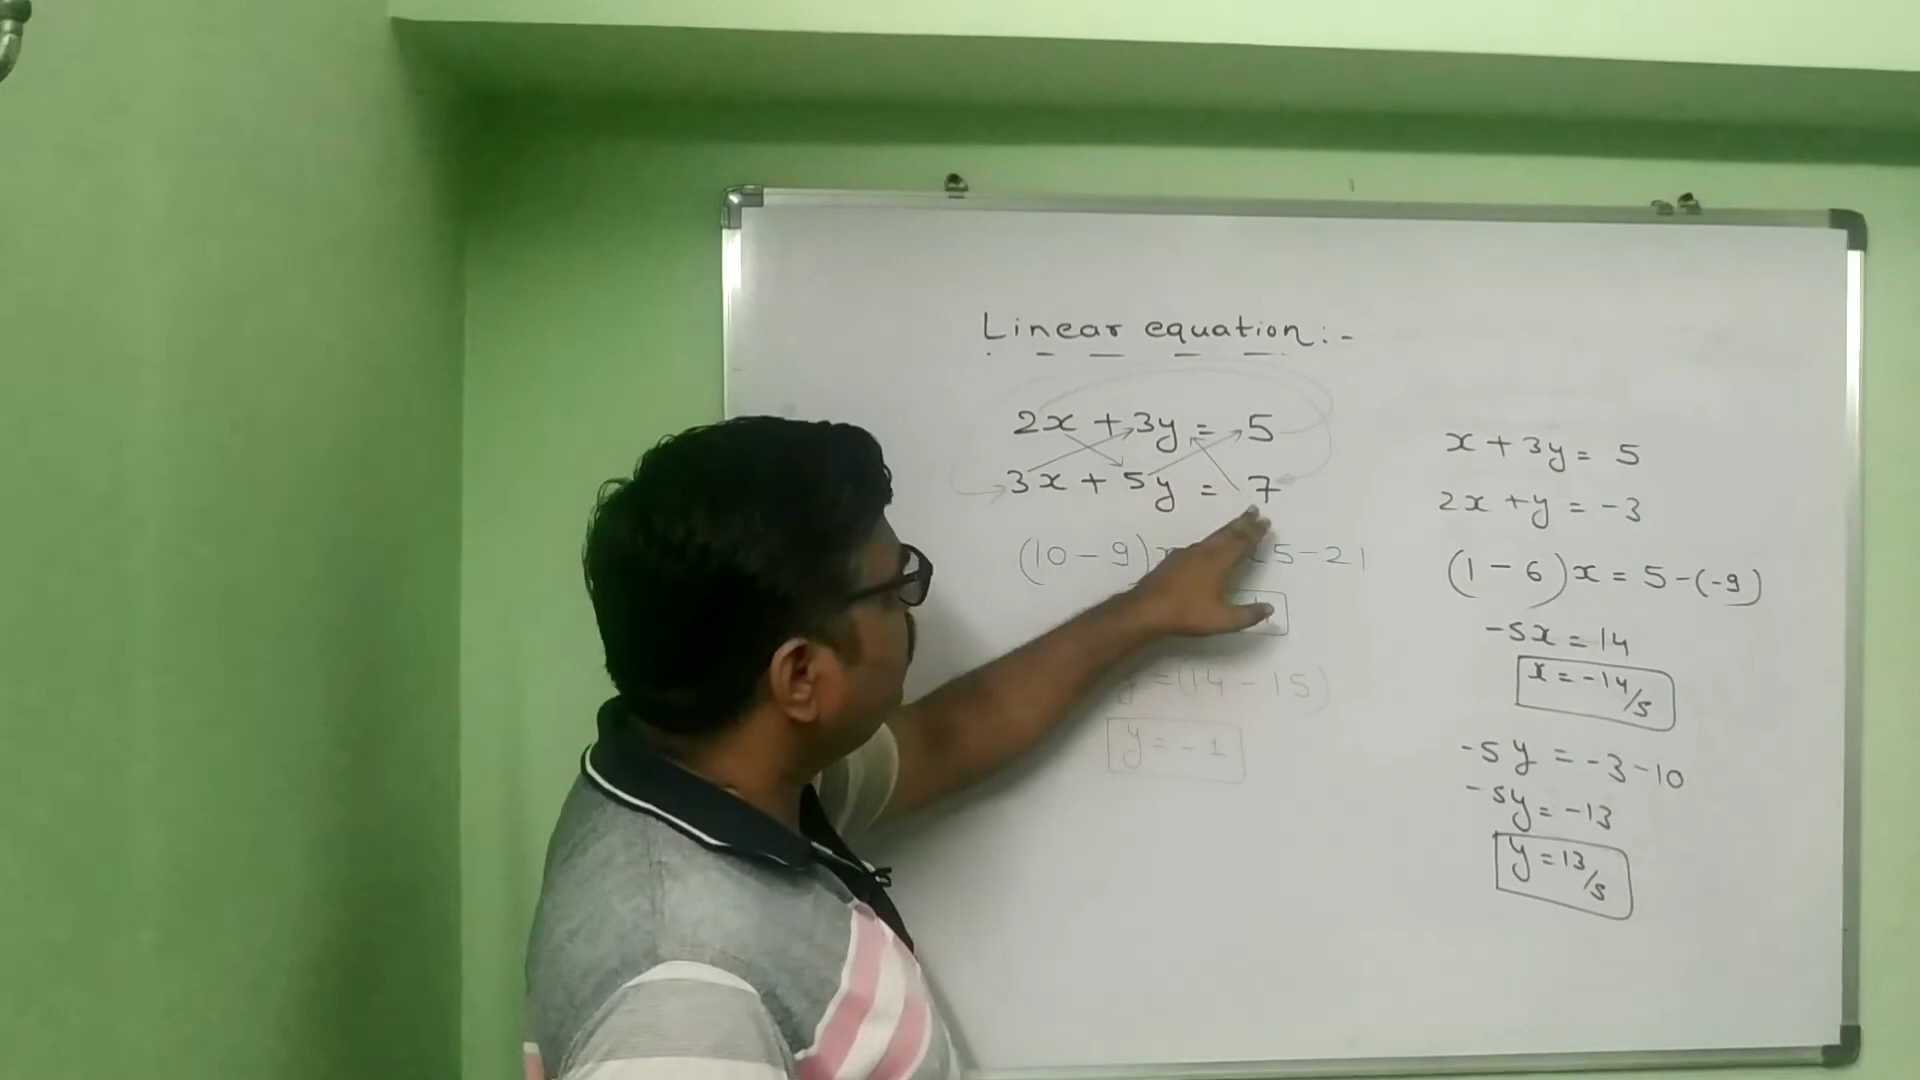 Linear equation:-
2x + 3y = 5
3x + 5y = 7
(10-9)x 25-21
= (14-15)
y = -1
x + 3y = 5
2x + y = -3
(1-6)x = 5-(-9)
-5x = 14
x = -14/5
-5y = -3-10
-5y = -13
y = 13/5